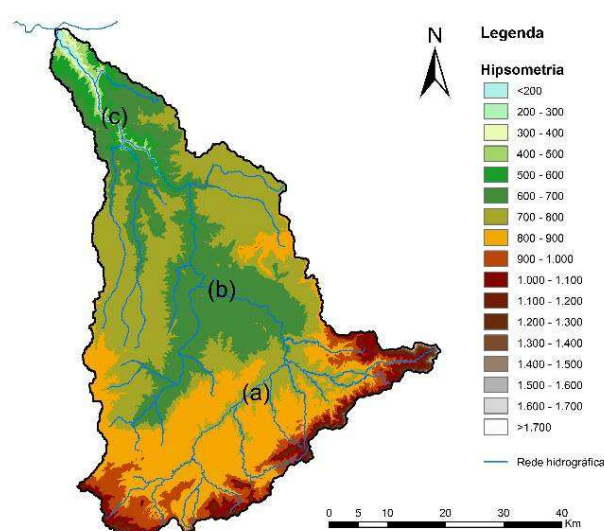 N
Legenda
Hipsometria
<200
200 - 300
300 - 400
400 - 500
500 - 600
600 - 700
700 - 800
800 - 900
900 - 1.000
1.000 - 1.100
1.100 - 1.200
1.200 - 1.300
1.300 - 1.400
1.400 - 1.500
1.500 - 1.600
1.600 - 1.700
>1.700
Rede hidrográfica
(c)
(b)
(a)
0 10 20 30 40
Km